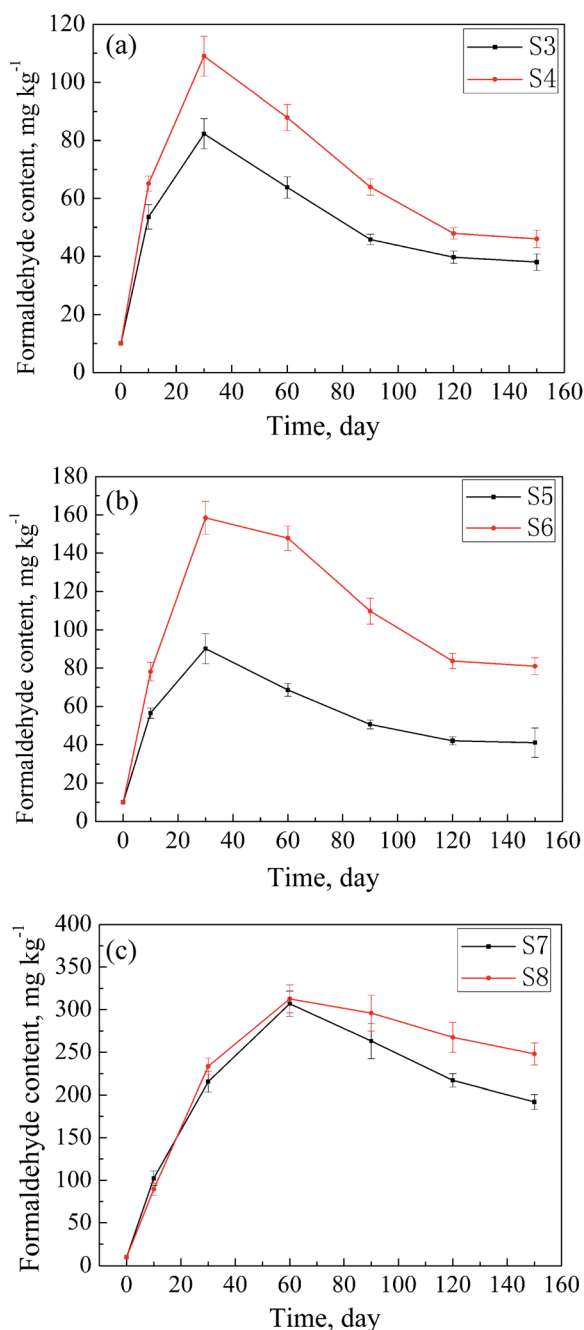 (a)
S3
S4
Formaldehyde content, mg kg⁻¹
120
100
80
60
40
20
0
0 20 40 60 80 100 120 140 160
Time, day
(b)
S5
S6
Formaldehyde content, mg kg⁻¹
180
160
140
120
100
80
60
40
20
0
0 20 40 60 80 100 120 140 160
Time, day
(c)
S7
S8
Formaldehyde content, mg kg⁻¹
400
350
300
250
200
150
100
50
0
0 20 40 60 80 100 120 140 160
Time, day